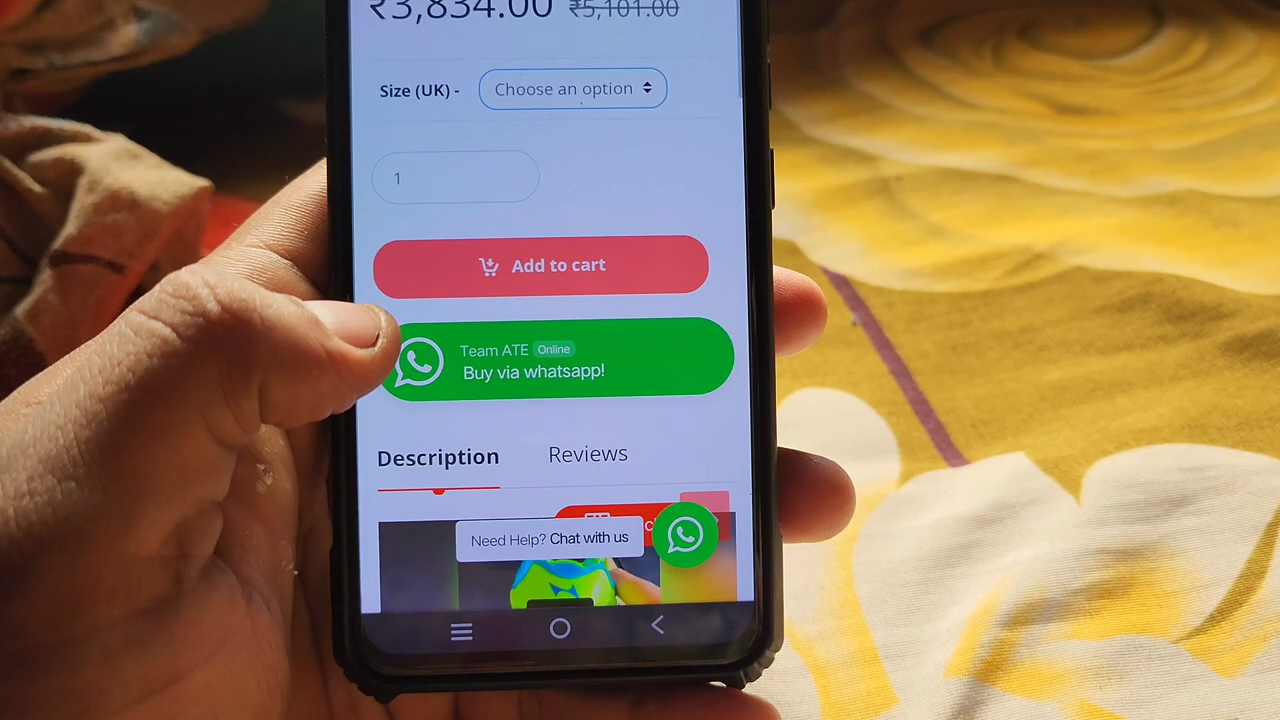 ₹3,834.00 ₹5,101.00
Size (UK) - Choose an option
1
Add to cart
Team ATE Online
Buy via whatsapp!
Description Reviews
Need Help? Chat with us